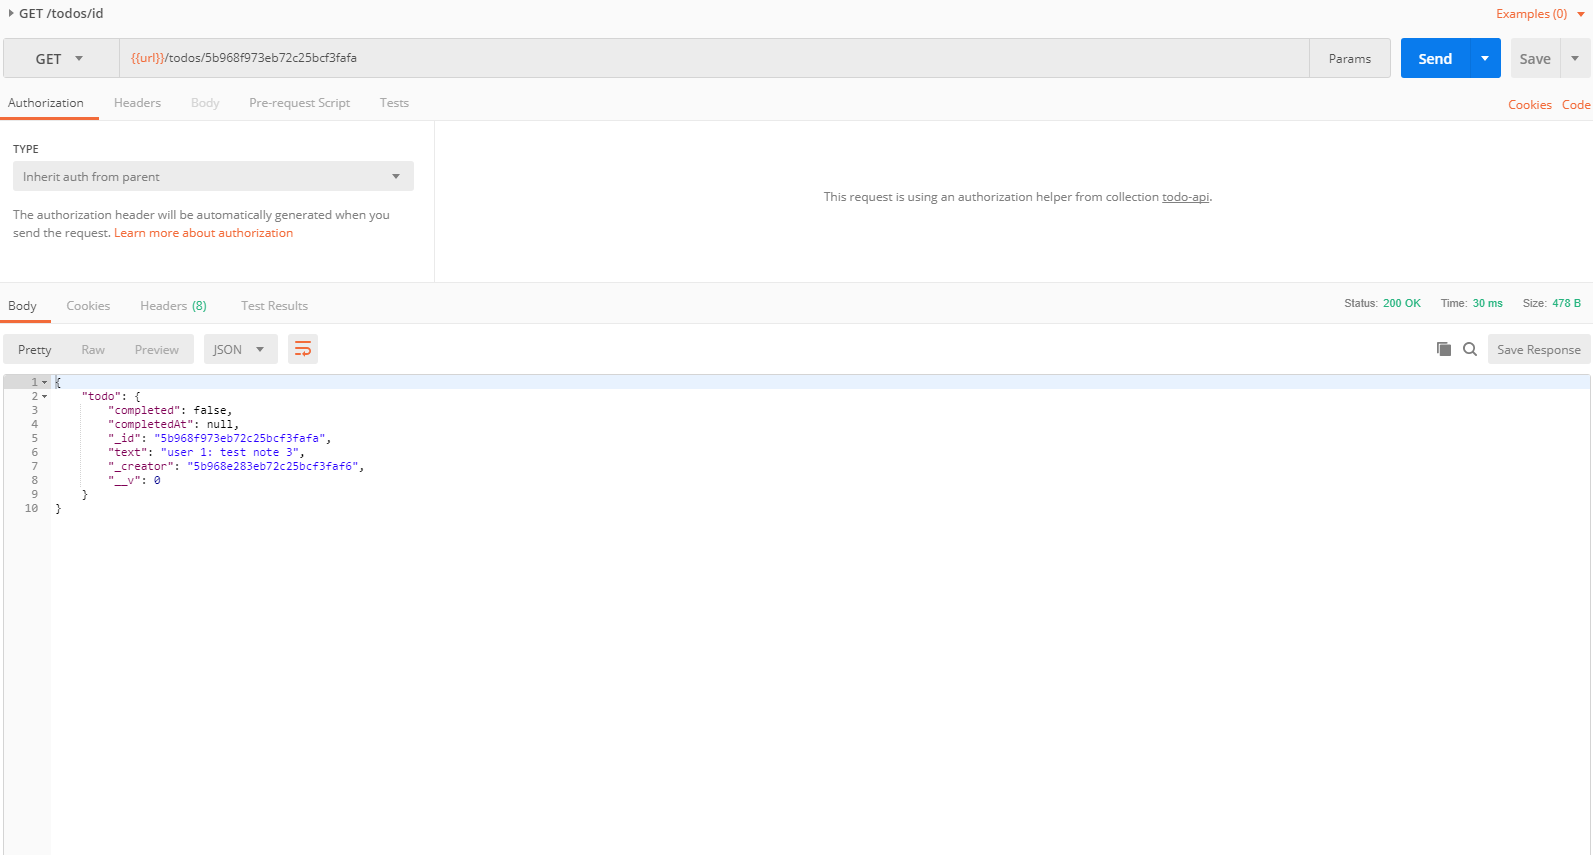 GET /todos/id
Examples (0)
GET {{url}}/todos/5b968f973eb72c25bcf3fafa Params Send Save
Authorization Headers Body Pre-request Script Tests Cookies Code
TYPE
Inherit auth from parent
The authorization header will be automatically generated when you
send the request. Learn more about authorization
This request is using an authorization helper from collection todo-api.
Body Cookies Headers (8) Test Results Status: 200 OK Time: 30 ms Size: 478 B
Pretty Raw Preview JSON Save Response
1 {
2 "todo": {
3 "completed": false,
4 "completedAt": null,
5 "_id": "5b968f973eb72c25bcf3fafa",
6 "text": "user 1: test note 3",
7 "_creator": "5b968e283eb72c25bcf3faf6",
8 "__v": 0
9 }
10 }